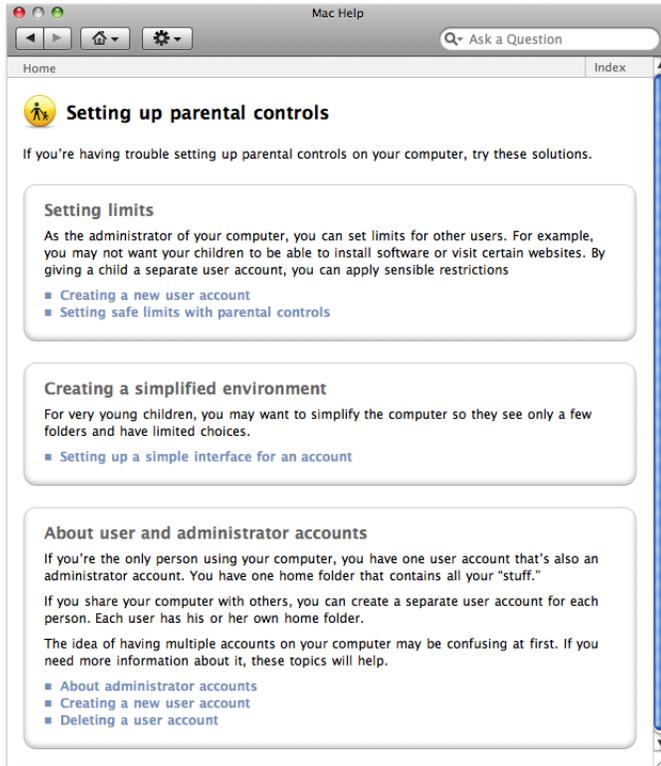 Mac Help
Ask a Question
Home
Index
Setting up parental controls
If you're having trouble setting up parental controls on your computer, try these solutions.
Setting limits
As the administrator of your computer, you can set limits for other users. For example,
you may not want your children to be able to install software or visit certain websites. By
giving a child a separate user account, you can apply sensible restrictions
Creating a new user account
Setting safe limits with parental controls
Creating a simplified environment
For very young children, you may want to simplify the computer so they see only a few
folders and have limited choices.
Setting up a simple interface for an account
About user and administrator accounts
If you're the only person using your computer, you have one user account that's also an
administrator account. You have one home folder that contains all your “stuff.”
If you share your computer with others, you can create a separate user account for each
person. Each user has his or her own home folder.
The idea of having multiple accounts on your computer may be confusing at first. If you
need more information about it, these topics will help.
About administrator accounts
Creating a new user account
Deleting a user account